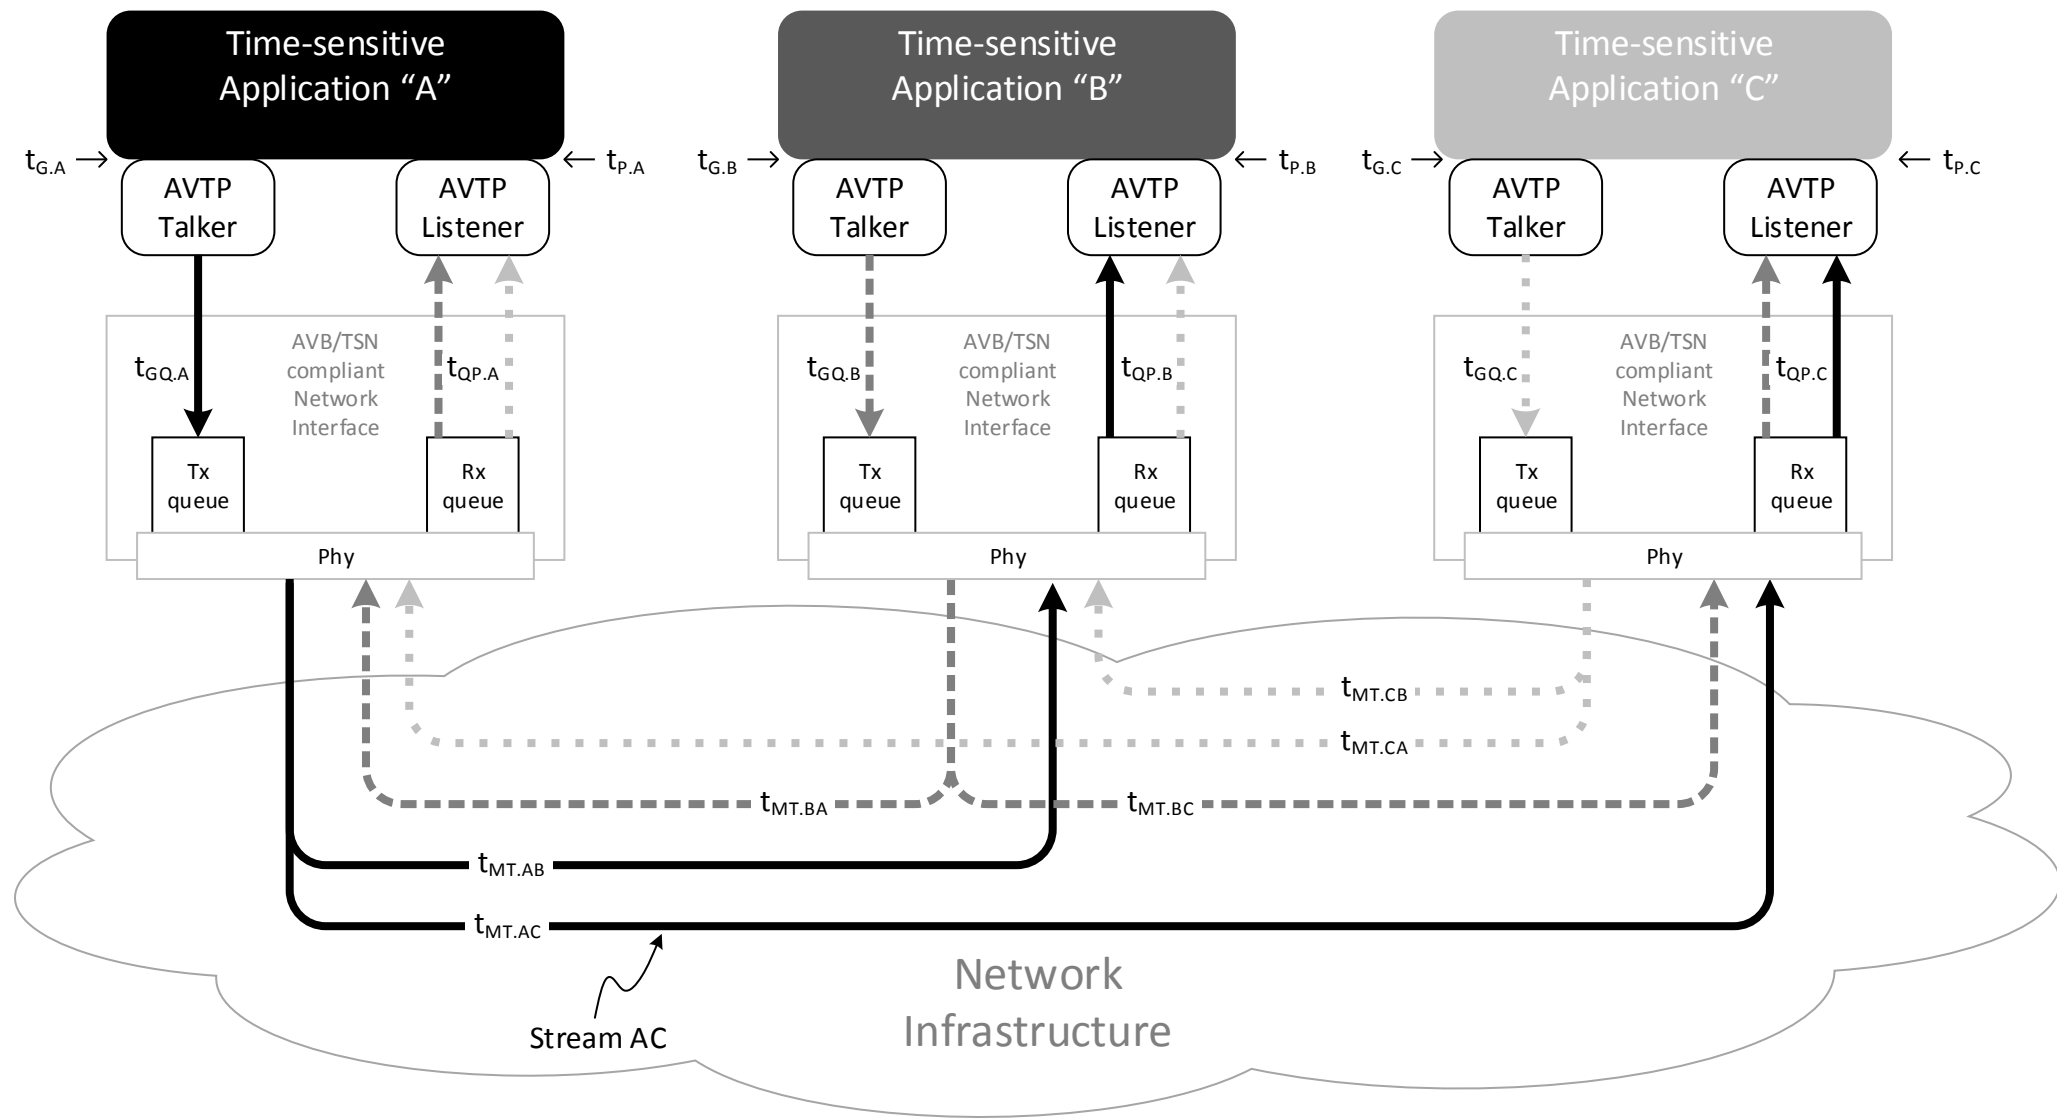 Time-sensitive
Application “A”
Time-sensitive
Application “B”
Time-sensitive
Application “C”
tG.A
tP.A
tG.B
tP.B
tG.C
tP.C
AVTP
Talker
AVTP
Listener
AVTP
Talker
AVTP
Listener
AVTP
Talker
AVTP
Listener
AVB/TSN
compliant
Network
Interface
tGQ.A
tQP.A
AVB/TSN
compliant
Network
Interface
tGQ.B
tQP.B
AVB/TSN
compliant
Network
Interface
tGQ.C
tQP.C
Tx
queue
Rx
queue
Tx
queue
Rx
queue
Tx
queue
Rx
queue
Phy
Phy
Phy
tMT.CB
tMT.CA
tMT.BA
tMT.BC
tMT.AB
tMT.AC
Stream AC
Network
Infrastructure